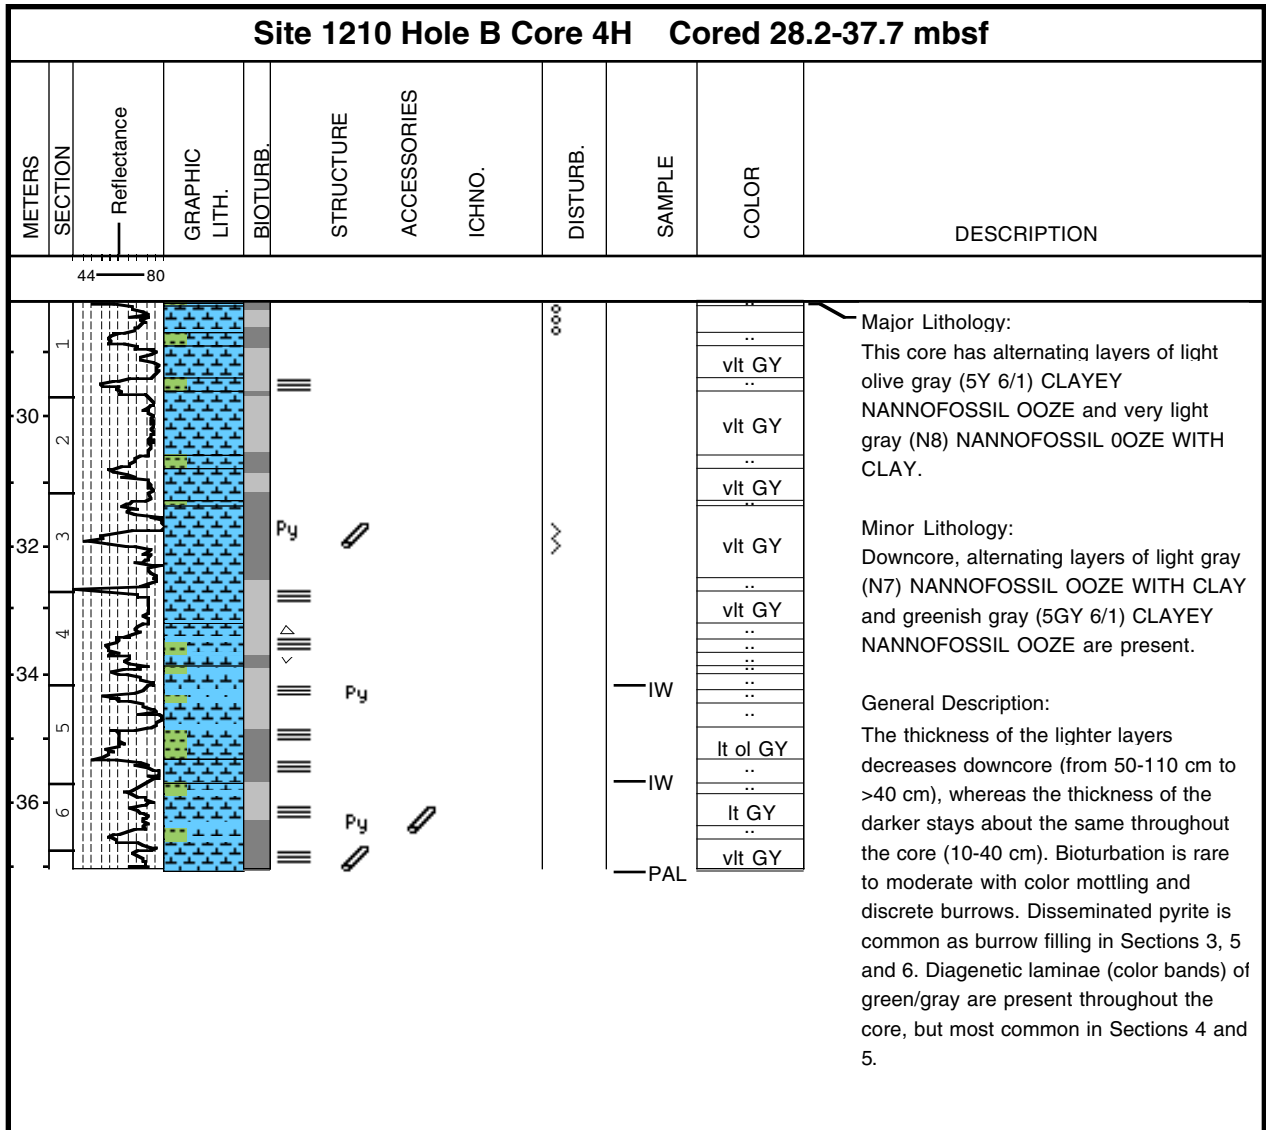 Site 1210 Hole B Core 4H Cored 28.2-37.7 mbsf
METERS
SECTION
Reflectance
GRAPHIC LITH.
BIOTURB.
STRUCTURE
ACCESSORIES
ICHNO.
DISTURB.
SAMPLE
COLOR
DESCRIPTION
44 80
1
vlt GY
30
2
vlt GY
vlt GY
3
Py
32
vlt GY
vlt GY
4
34
Py
IW
5
lt ol GY
IW
36
6
lt GY
Py
vlt GY
PAL
Major Lithology:
This core has alternating layers of light
olive gray (5Y 6/1) CLAYEY
NANNOFOSSIL OOZE and very light
gray (N8) NANNOFOSSIL 0OZE WITH
CLAY.
Minor Lithology:
Downcore, alternating layers of light gray
(N7) NANNOFOSSIL OOZE WITH CLAY
and greenish gray (5GY 6/1) CLAYEY
NANNOFOSSIL OOZE are present.
General Description:
The thickness of the lighter layers
decreases downcore (from 50-110 cm to
>40 cm), whereas the thickness of the
darker stays about the same throughout
the core (10-40 cm). Bioturbation is rare
to moderate with color mottling and
discrete burrows. Disseminated pyrite is
common as burrow filling in Sections 3, 5
and 6. Diagenetic laminae (color bands) of
green/gray are present throughout the
core, but most common in Sections 4 and
5.